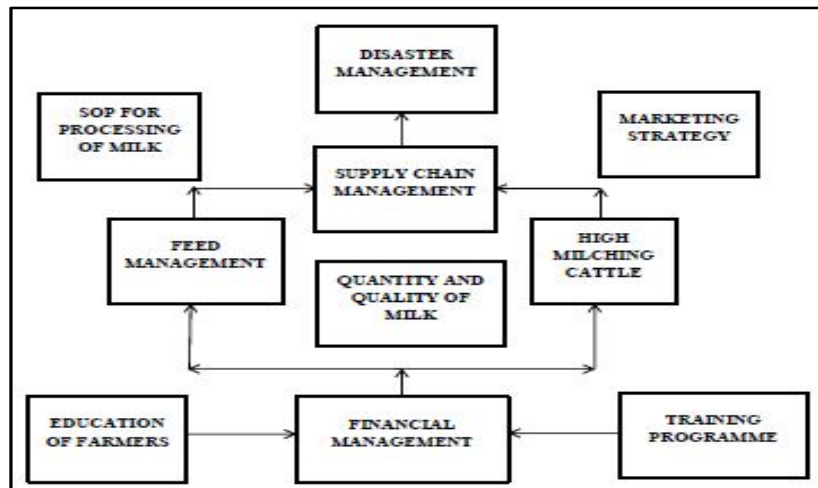 DISASTER
MANAGEMENT
SOP FOR
PROCESSING
OF MILK
MARKETING
STRATEGY
SUPPLY CHAIN
MANAGEMENT
FEED
MANAGEMENT
HIGH
MILCHING
CATTLE
QUANTITY AND
QUALITY OF
MILK
EDUCATION
OF FARMERS
FINANCIAL
MANAGEMENT
TRAINING
PROGRAMME